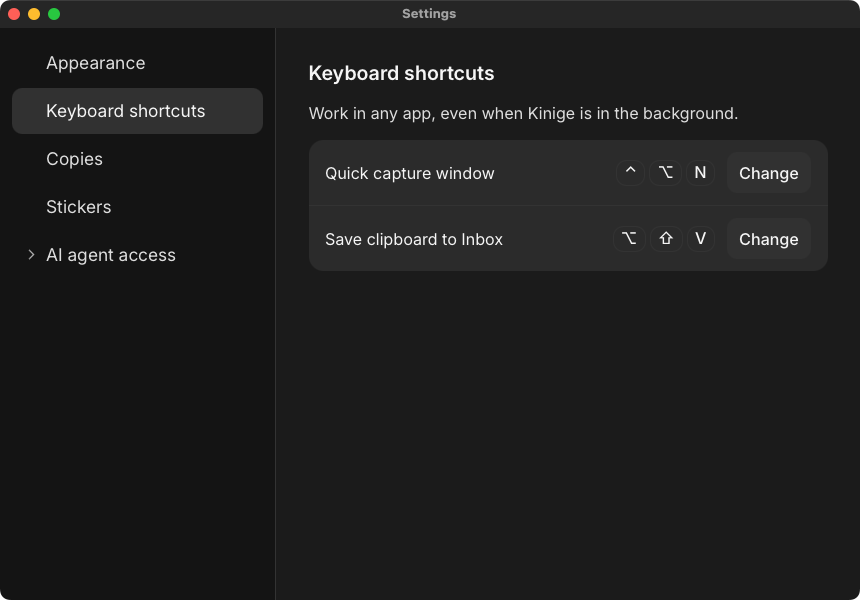 Settings
Appearance
Keyboard shortcuts
Copies
Stickers
AI agent access
Keyboard shortcuts
Work in any app, even when Kinige is in the background.
Quick capture window ⌃ ⌥ N Change
Save clipboard to Inbox ⌥ ⇧ V Change